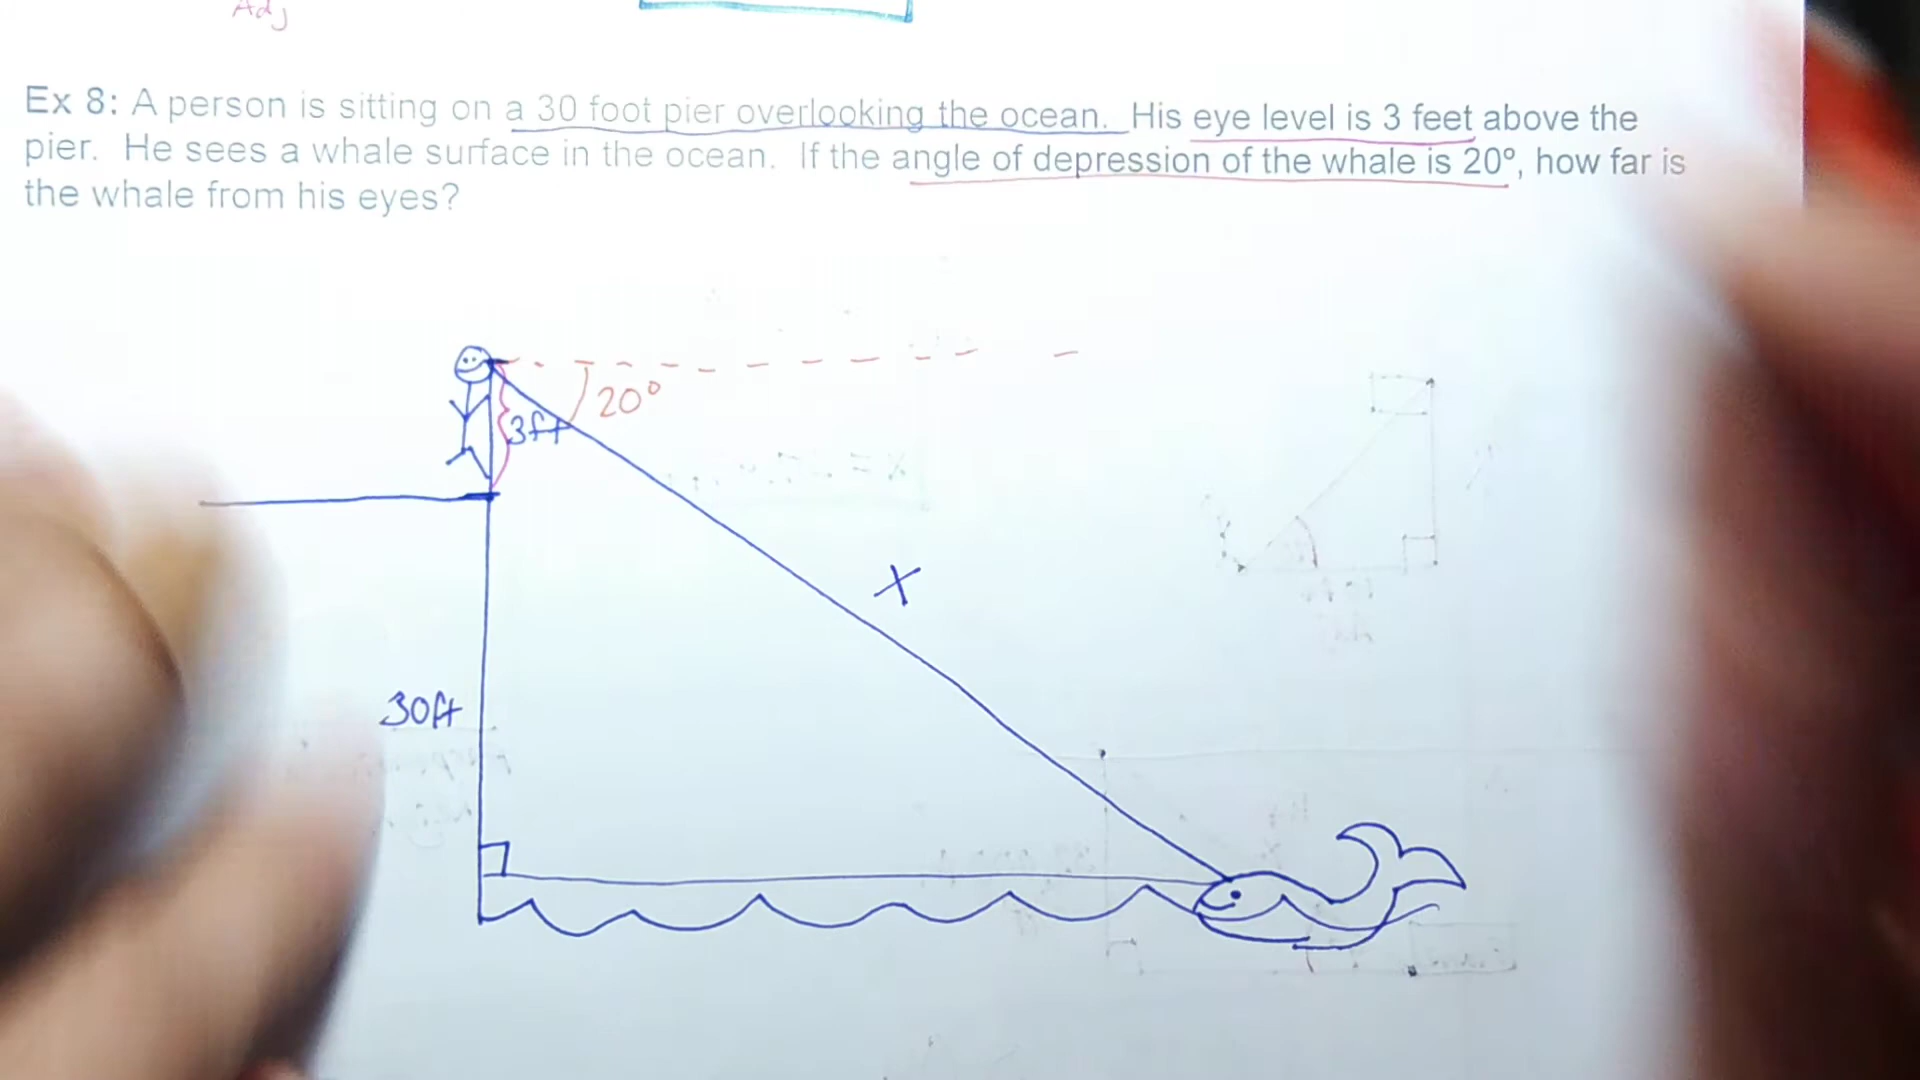 Adj
Ex 8: A person is sitting on a 30 foot pier overlooking the ocean. His eye level is 3 feet above the
pier. He sees a whale surface in the ocean. If the angle of depression of the whale is 20º, how far is
the whale from his eyes?
20°
3ft
X
30ft